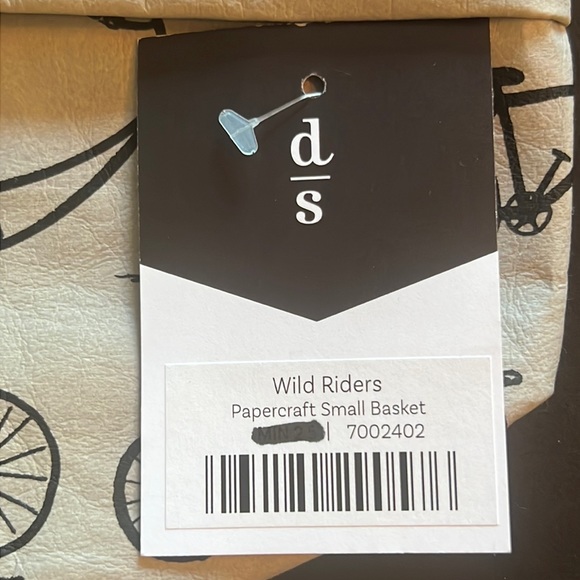 d
s
Wild Riders
Papercraft Small Basket
| 7002402